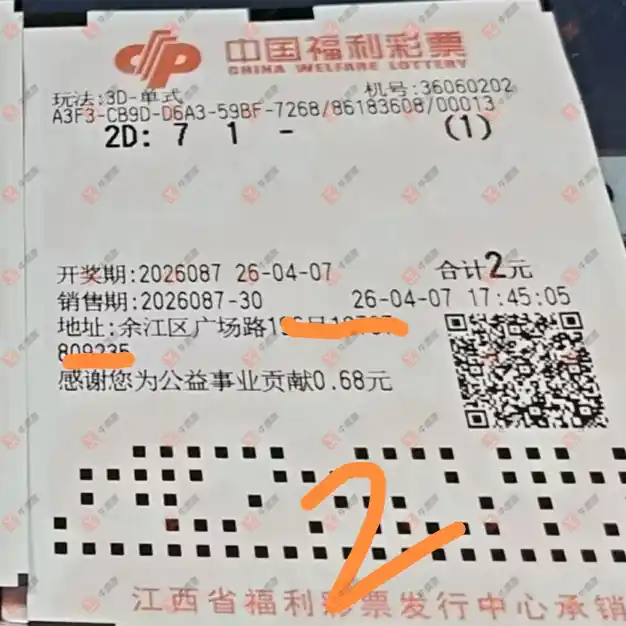 中国福利彩票
CHINA WELFARE LOTTERY
玩法:3D-单式 机号:36060202
A3F3-CB9D-D6A3-59BF-7268/86183608/00013
2D: 7 1 - (1)
开奖期:2026087 26-04-07 合计2元
销售期:2026087-30 26-04-07 17:45:05
地址:余江区广场路
809235
感谢您为公益事业贡献0.68元
2
江西省福利彩票发行中心承销